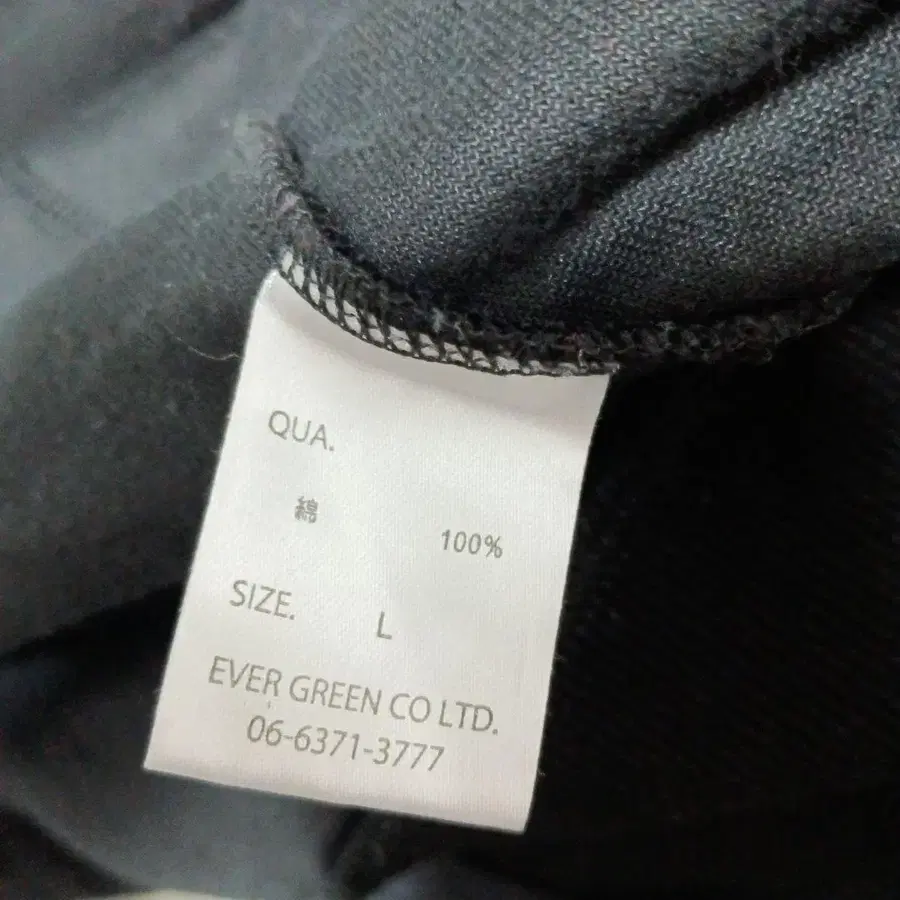 QUA.
綿 100%
SIZE. L
EVER GREEN CO LTD.
06-6371-3777